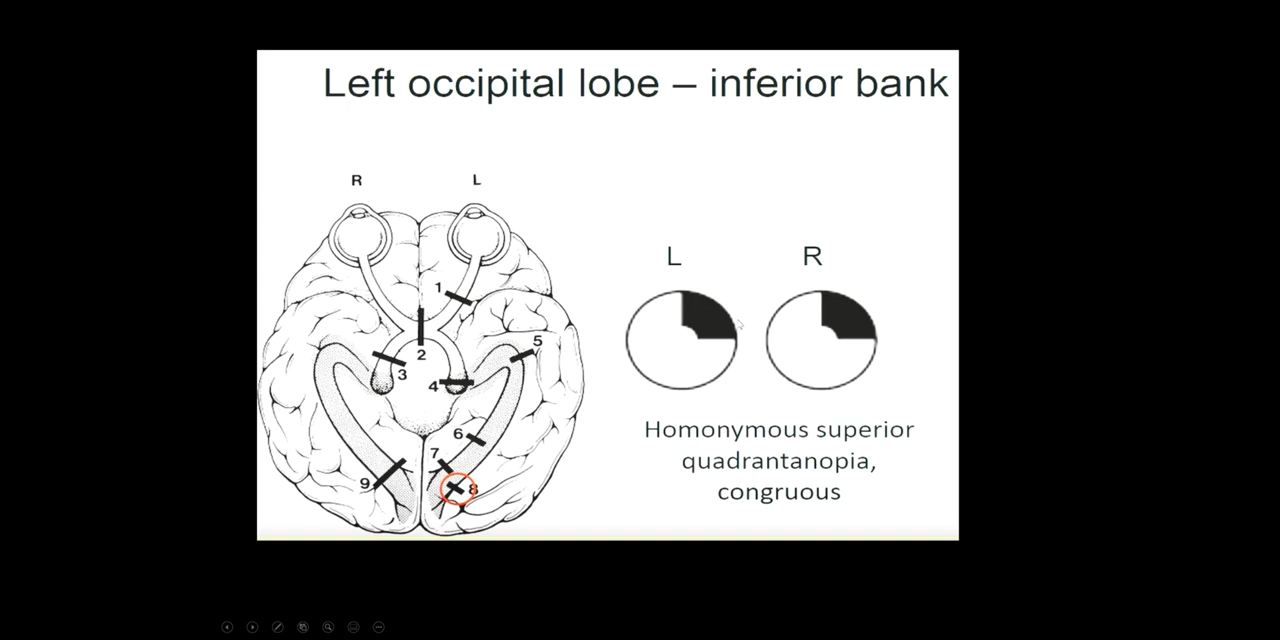 Left occipital lobe – inferior bank
R L
L R
1
2
3
4
5
6
7
8
9
Homonymous superior
quadrantanopia,
congruous